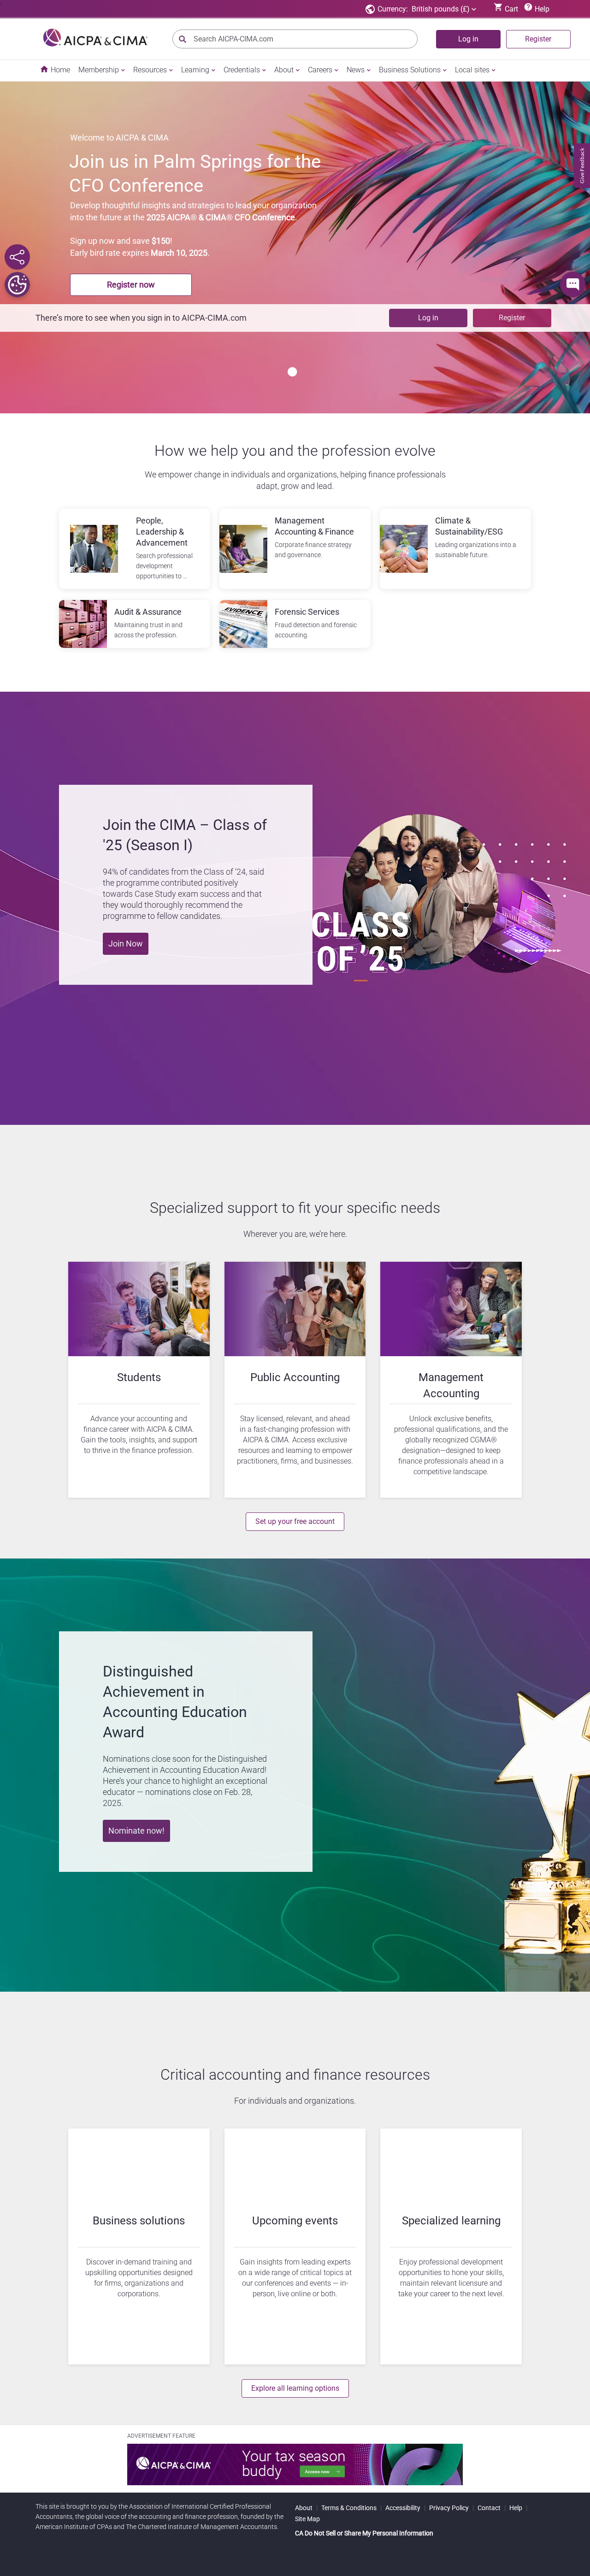 Currency: British pounds (£)
Cart
Help
AICPA & CIMA
Search AICPA-CIMA.com
Log in
Register
Home
Membership
Resources
Learning
Credentials
About
Careers
News
Business Solutions
Local sites
Give Feedback
Welcome to AICPA & CIMA
Join us in Palm Springs for the
CFO Conference
Develop thoughtful insights and strategies to lead your organization
into the future at the 2025 AICPA® & CIMA® CFO Conference.
Sign up now and save $150!
Early bird rate expires March 10, 2025.
Register now
There's more to see when you sign in to AICPA-CIMA.com
Log in
Register
How we help you and the profession evolve
We empower change in individuals and organizations, helping finance professionals
adapt, grow and lead.
People,
Leadership &
Advancement
Search professional
development
opportunities to ...
Management
Accounting & Finance
Corporate finance strategy
and governance.
Climate &
Sustainability/ESG
Leading organizations into a
sustainable future.
Audit & Assurance
Maintaining trust in and
across the profession.
EVIDENCE
Forensic Services
Fraud detection and forensic
accounting.
Join the CIMA – Class of
'25 (Season I)
94% of candidates from the Class of '24, said
the programme contributed positively
towards Case Study exam success and that
they would thoroughly recommend the
programme to fellow candidates.
Join Now
CLASS
OF '25
Specialized support to fit your specific needs
Wherever you are, we're here.
Students
Advance your accounting and
finance career with AICPA & CIMA.
Gain the tools, insights, and support
to thrive in the finance profession.
Public Accounting
Stay licensed, relevant, and ahead
in a fast-changing profession with
AICPA & CIMA. Access exclusive
resources and learning to empower
practitioners, firms, and businesses.
Management
Accounting
Unlock exclusive benefits,
professional qualifications, and the
globally recognized CGMA®
designation—designed to keep
finance professionals ahead in a
competitive landscape.
Set up your free account
Distinguished
Achievement in
Accounting Education
Award
Nominations close soon for the Distinguished
Achievement in Accounting Education Award!
Here's your chance to highlight an exceptional
educator — nominations close on Feb. 28,
2025.
Nominate now!
Critical accounting and finance resources
For individuals and organizations.
Business solutions
Discover in-demand training and
upskilling opportunities designed
for firms, organizations and
corporations.
Upcoming events
Gain insights from leading experts
on a wide range of critical topics at
our conferences and events — in-
person, live online or both.
Specialized learning
Enjoy professional development
opportunities to hone your skills,
maintain relevant licensure and
take your career to the next level.
Explore all learning options
ADVERTISEMENT FEATURE
AICPA & CIMA
Your tax season
buddy
Access now →
This site is brought to you by the Association of International Certified Professional
Accountants, the global voice of the accounting and finance profession, founded by the
American Institute of CPAs and The Chartered Institute of Management Accountants.
About | Terms & Conditions | Accessibility | Privacy Policy | Contact | Help |
Site Map
CA Do Not Sell or Share My Personal Information